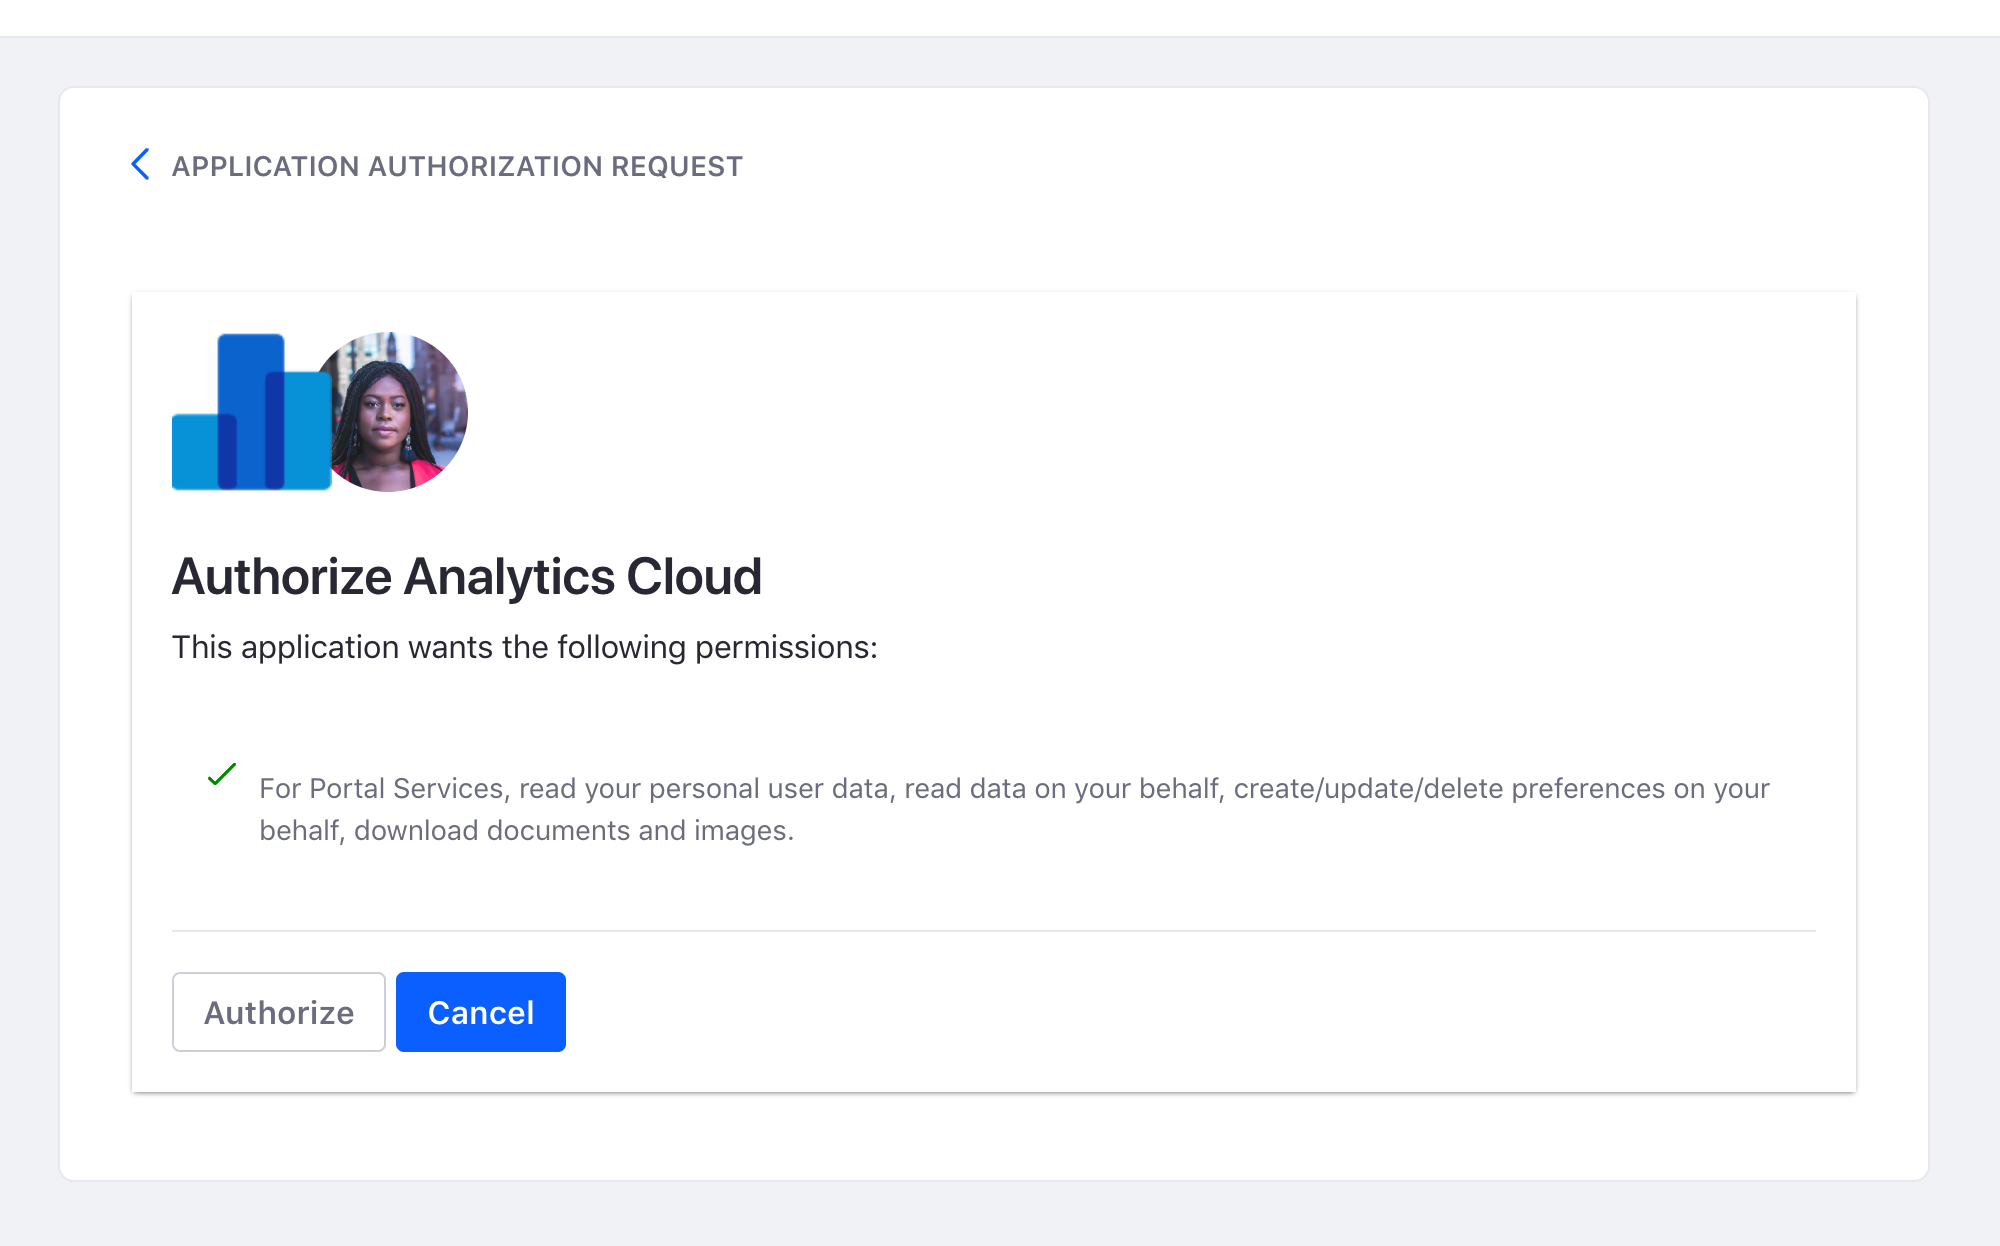 APPLICATION AUTHORIZATION REQUEST
Authorize Analytics Cloud
This application wants the following permissions:
For Portal Services, read your personal user data, read data on your behalf, create/update/delete preferences on your
behalf, download documents and images.
Authorize Cancel